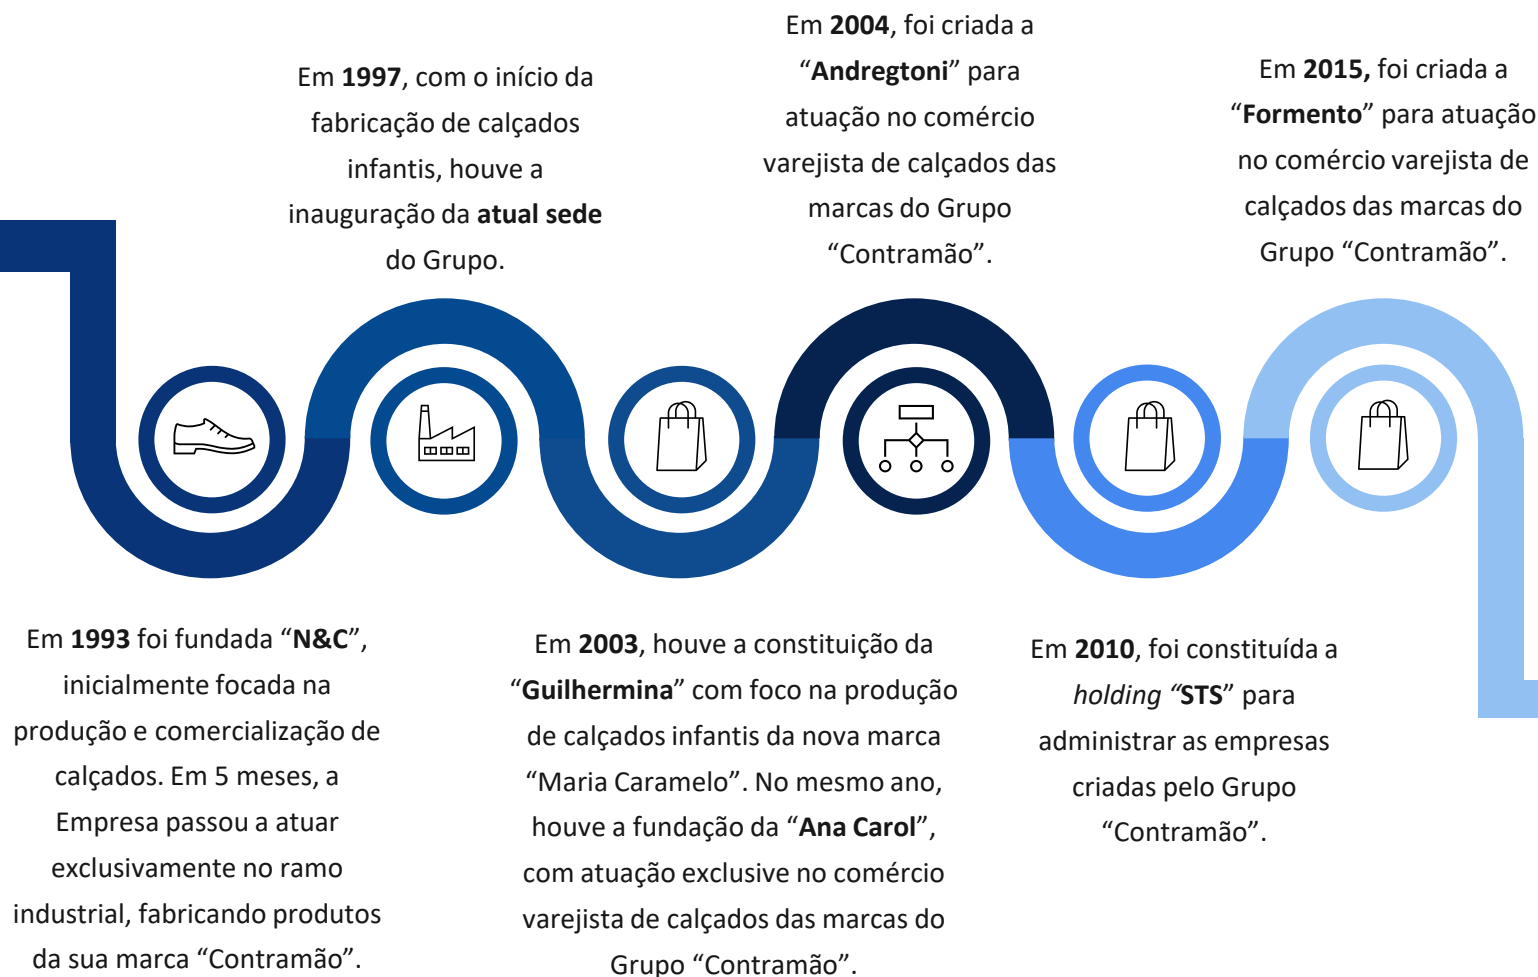 Em 1993 foi fundada “N&C”,
inicialmente focada na
produção e comercialização de
calçados. Em 5 meses, a
Empresa passou a atuar
exclusivamente no ramo
industrial, fabricando produtos
da sua marca “Contramão”.
Em 1997, com o início da
fabricação de calçados
infantis, houve a
inauguração da atual sede
do Grupo.
Em 2003, houve a constituição da
“Guilhermina” com foco na produção
de calçados infantis da nova marca
“Maria Caramelo”. No mesmo ano,
houve a fundação da “Ana Carol”,
com atuação exclusive no comércio
varejista de calçados das marcas do
Grupo “Contramão”.
Em 2004, foi criada a
“Andregtoni” para
atuação no comércio
varejista de calçados das
marcas do Grupo
“Contramão”.
Em 2010, foi constituída a
holding “STS” para
administrar as empresas
criadas pelo Grupo
“Contramão”.
Em 2015, foi criada a
“Formento” para atuação
no comércio varejista de
calçados das marcas do
Grupo “Contramão”.